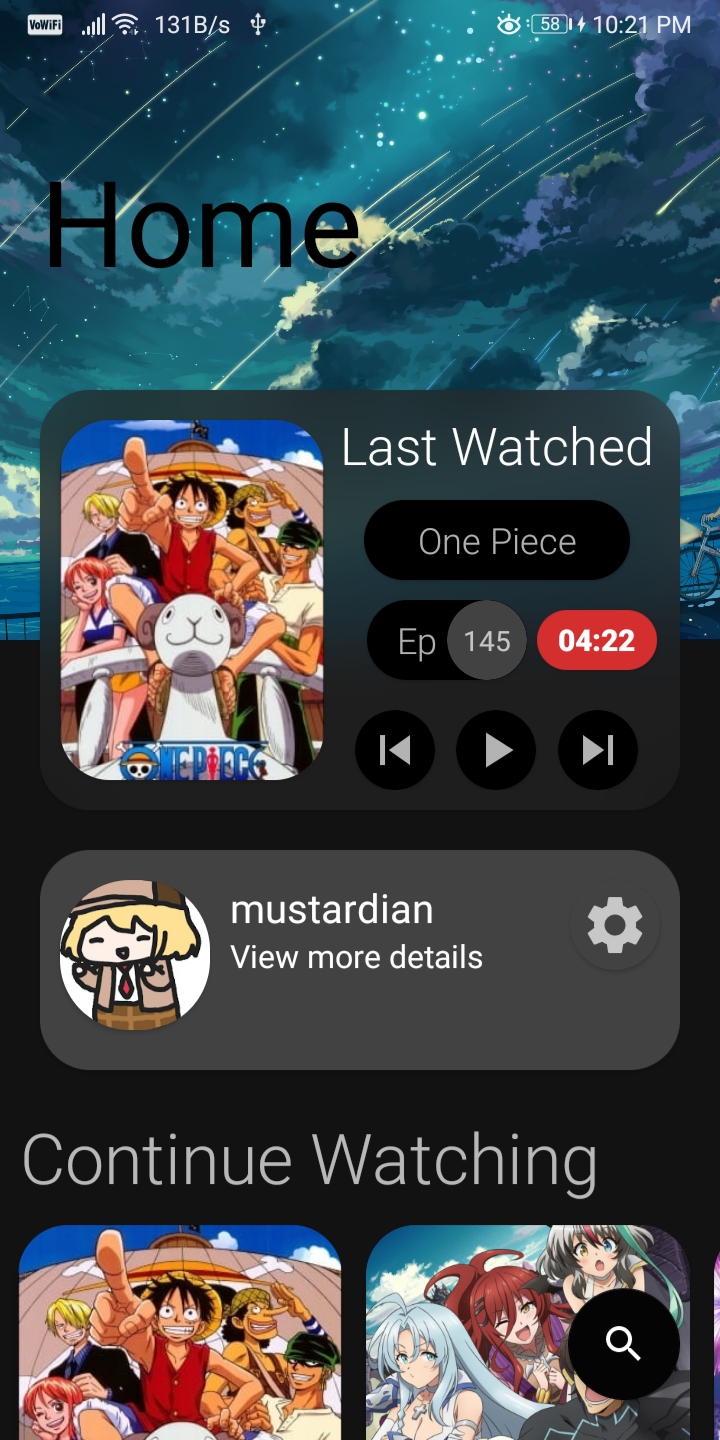 VoWiFi 131B/s 58 10:21 PM
Home
Last Watched
One Piece
Ep 145 04:22
ONE PIECE
mustardian
View more details
Continue Watching